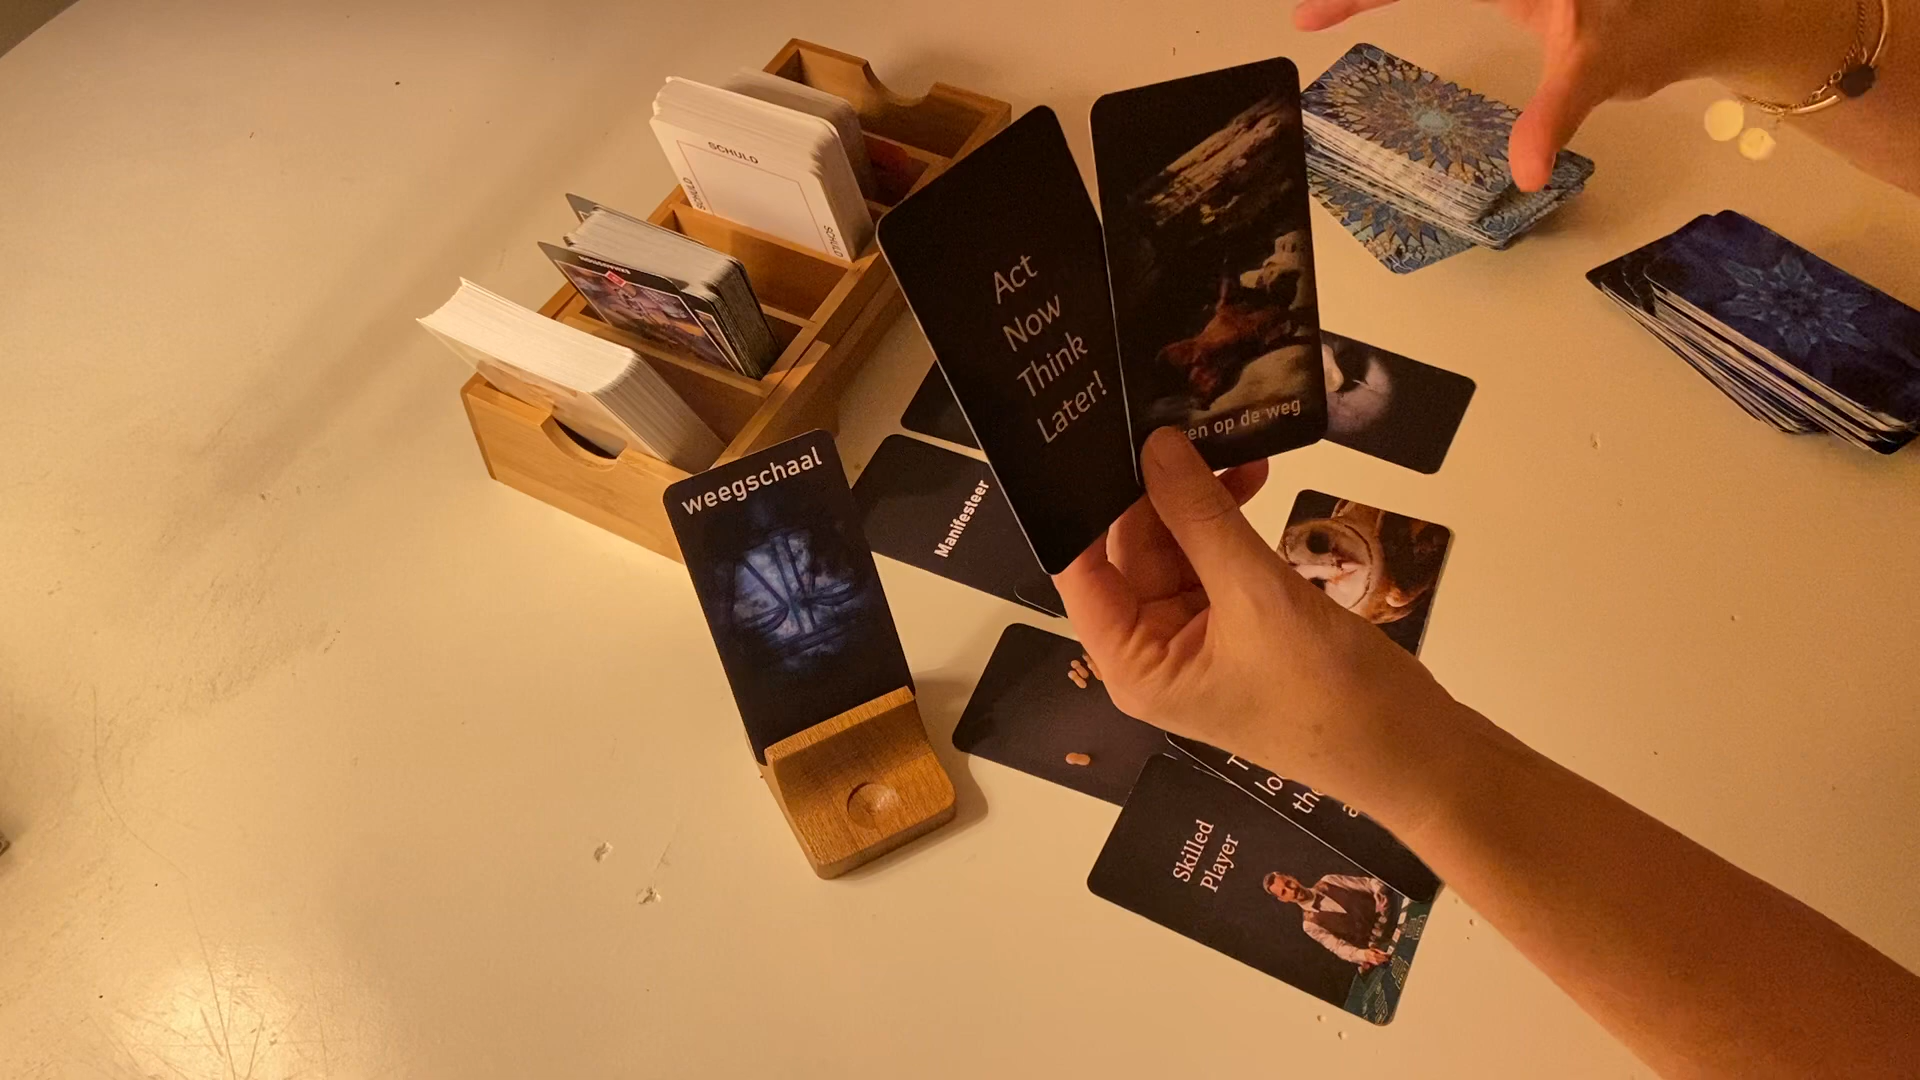 SCHULD
SCHULD
SCHULD
Act
Now
Think
Later!
op de weg
weegschaal
Manifesteer
Skilled
Player